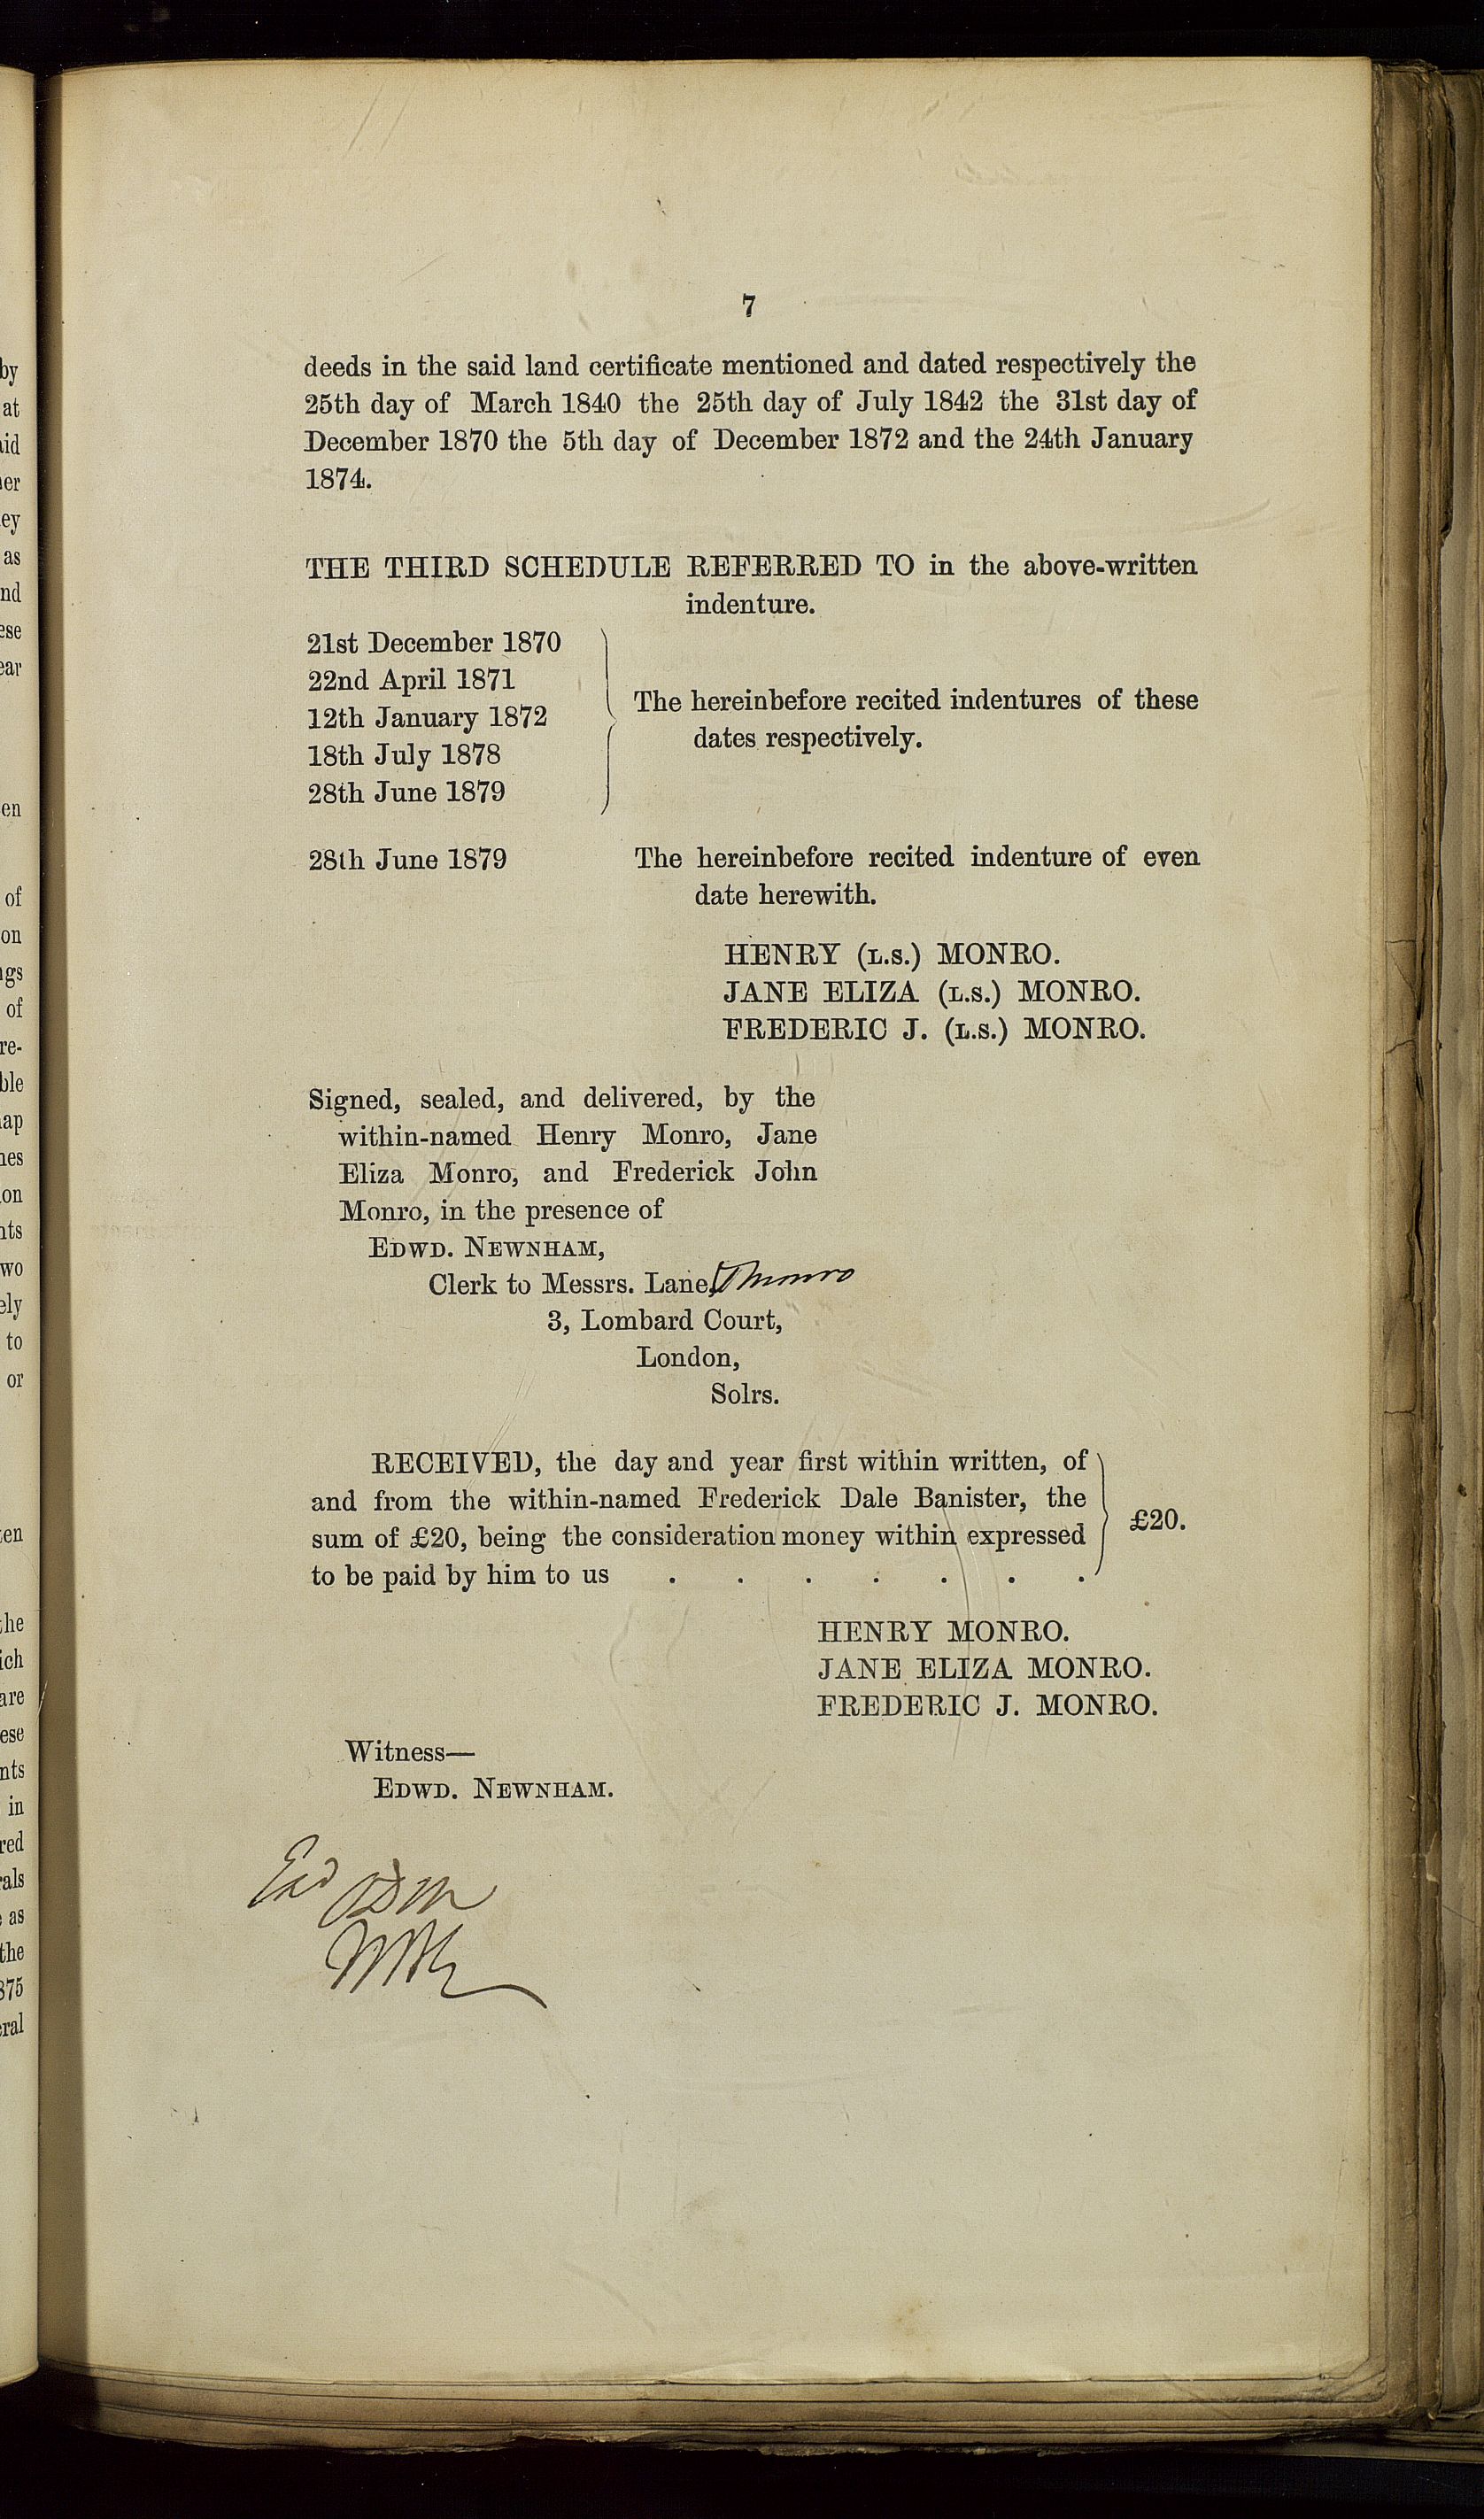 7
deeds in the said land certificate mentioned and dated respectively the
25th day of March 1840 the 25th day of July 1842 the 31st day of
December 1870 the 5th day of December 1872 and the 24th January
1874.
THE THIRD SCHEDULE REFERRED TO in the above-written
indenture.
21st December 1870
22nd April 1871
12th January 1872
18th July 1878
28th June 1879
The hereinbefore recited indentures of these
dates respectively.
28th June 1879 The hereinbefore recited indenture of even
date herewith.
HENRY (L.S.) MONRO.
JANE ELIZA (L.S.) MONRO.
FREDERIC J. (L.S.) MONRO.
Signed, sealed, and delivered, by the
within-named Henry Monro, Jane
Eliza Monro, and Frederick John
Monro, in the presence of
EDWD. NEWNHAM,
Clerk to Messrs. Lane Monro
3, Lombard Court,
London,
Solrs.
RECEIVED, the day and year first within written, of
and from the within-named Frederick Dale Banister, the
sum of £20, being the consideration money within expressed
to be paid by him to us . . . . . . .
£20.
HENRY MONRO.
JANE ELIZA MONRO.
FREDERIC J. MONRO.
Witness—
EDWD. NEWNHAM.